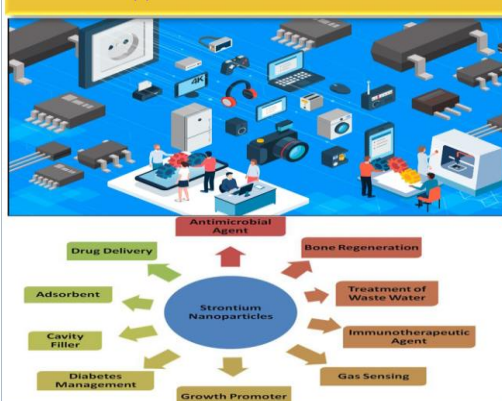 4K
Antimicrobial
Agent
Drug Delivery
Bone Regeneration
Adsorbent
Strontium
Nanoparticles
Treatment of
Waste Water
Cavity
Filler
Immunotherapeutic
Agent
Diabetes
Management
Gas Sensing
Growth Promoter